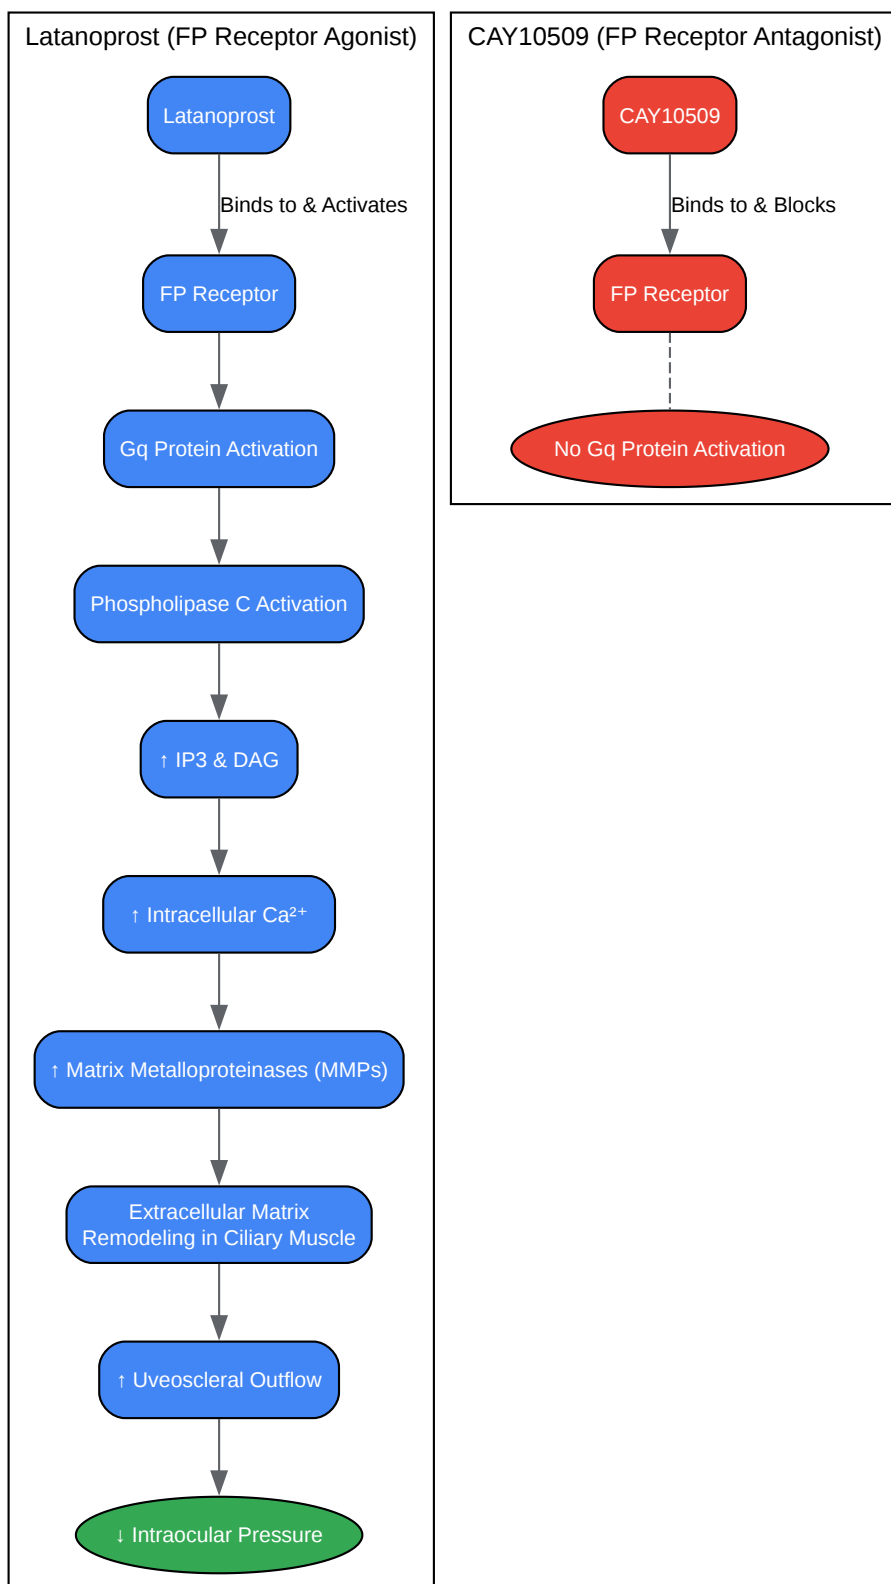 Latanoprost (FP Receptor Agonist)
Latanoprost
Binds to & Activates
FP Receptor
Gq Protein Activation
Phospholipase C Activation
↑ IP3 & DAG
↑ Intracellular Ca²⁺
↑ Matrix Metalloproteinases (MMPs)
Extracellular Matrix
Remodeling in Ciliary Muscle
↑ Uveoscleral Outflow
↓ Intraocular Pressure
CAY10509 (FP Receptor Antagonist)
CAY10509
Binds to & Blocks
FP Receptor
No Gq Protein Activation